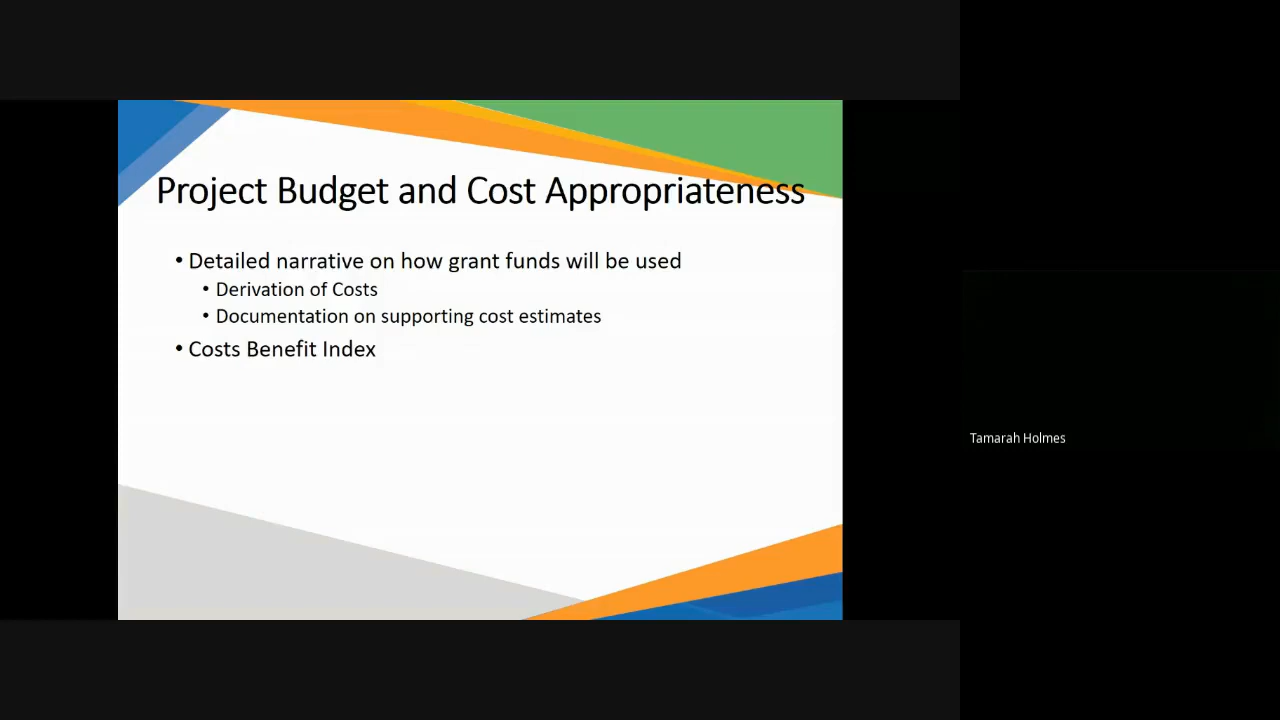 Project Budget and Cost Appropriateness
• Detailed narrative on how grant funds will be used
• Derivation of Costs
• Documentation on supporting cost estimates
• Costs Benefit Index
Tamarah Holmes